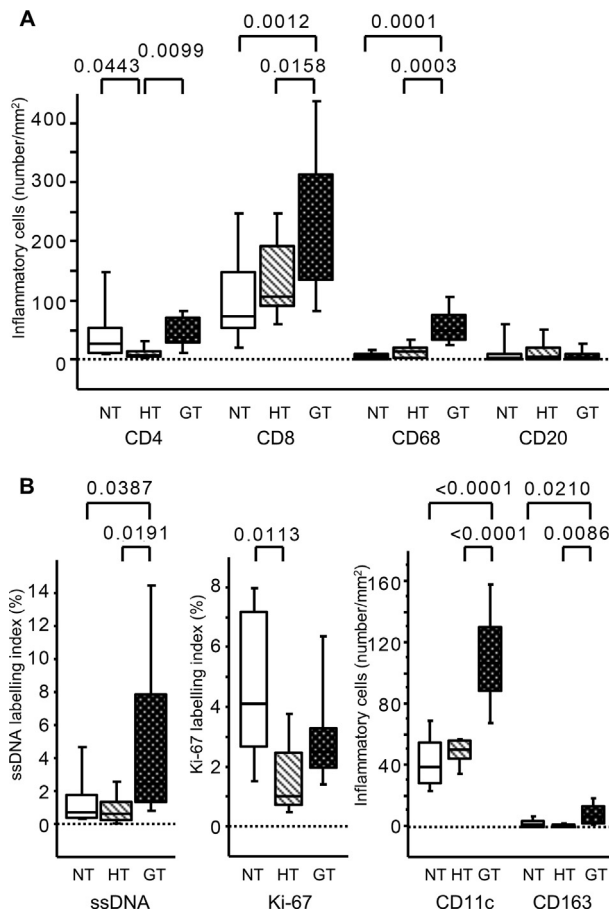 A
0.0012
0.0001
0.0099
0.0443
0.0158
0.0003
Inflammatory cells (number/mm²)
400
300
200
100
0
NT HT GT NT HT GT NT HT GT NT HT GT
CD4 CD8 CD68 CD20
B
0.0387
<0.0001 0.0210
0.0191
0.0113
<0.0001 0.0086
ssDNA labelling index (%)
14
12
10
8
6
4
2
0
NT HT GT
ssDNA
Ki-67 labelling index (%)
8
6
4
2
0
NT HT GT
Ki-67
Inflammatory cells (number/mm²)
160
120
80
40
0
NT HT GT NT HT GT
CD11c CD163